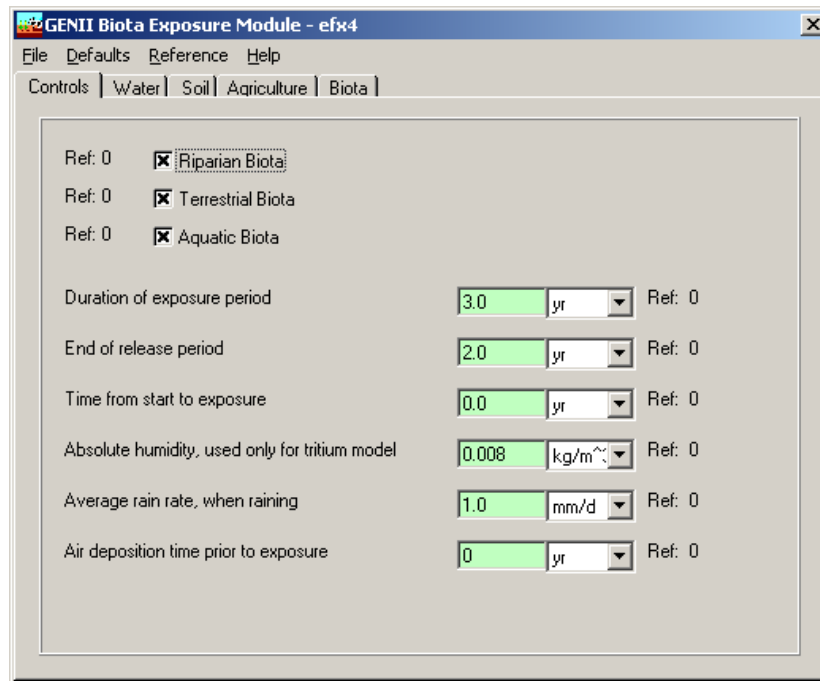 GENII Biota Exposure Module - efx4
File Defaults Reference Help
Controls Water Soil Agriculture Biota
Ref: 0 Riparian Biota
Ref: 0 Terrestrial Biota
Ref: 0 Aquatic Biota
Duration of exposure period 3.0 yr Ref: 0
End of release period 2.0 yr Ref: 0
Time from start to exposure 0.0 yr Ref: 0
Absolute humidity, used only for tritium model 0.008 kg/m^ Ref: 0
Average rain rate, when raining 1.0 mm/d Ref: 0
Air deposition time prior to exposure 0 yr Ref: 0